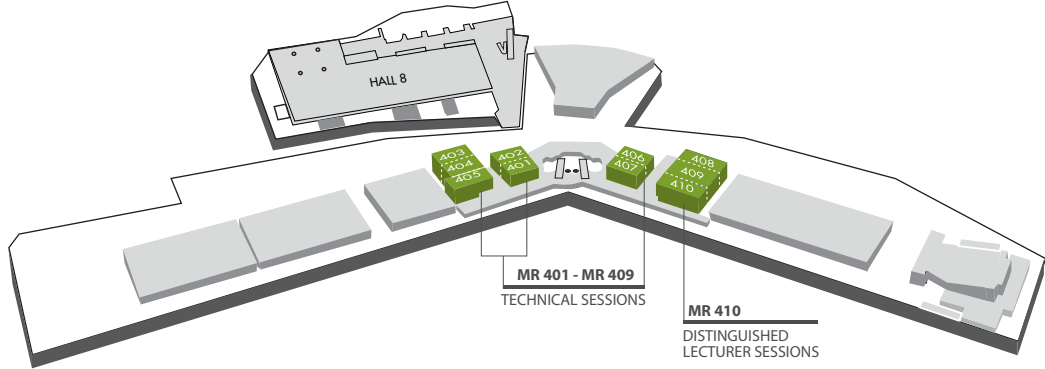 HALL 8
403
404
405
402
401
406
407
408
409
410
MR 401 - MR 409
TECHNICAL SESSIONS
MR 410
DISTINGUISHED
LECTURER SESSIONS